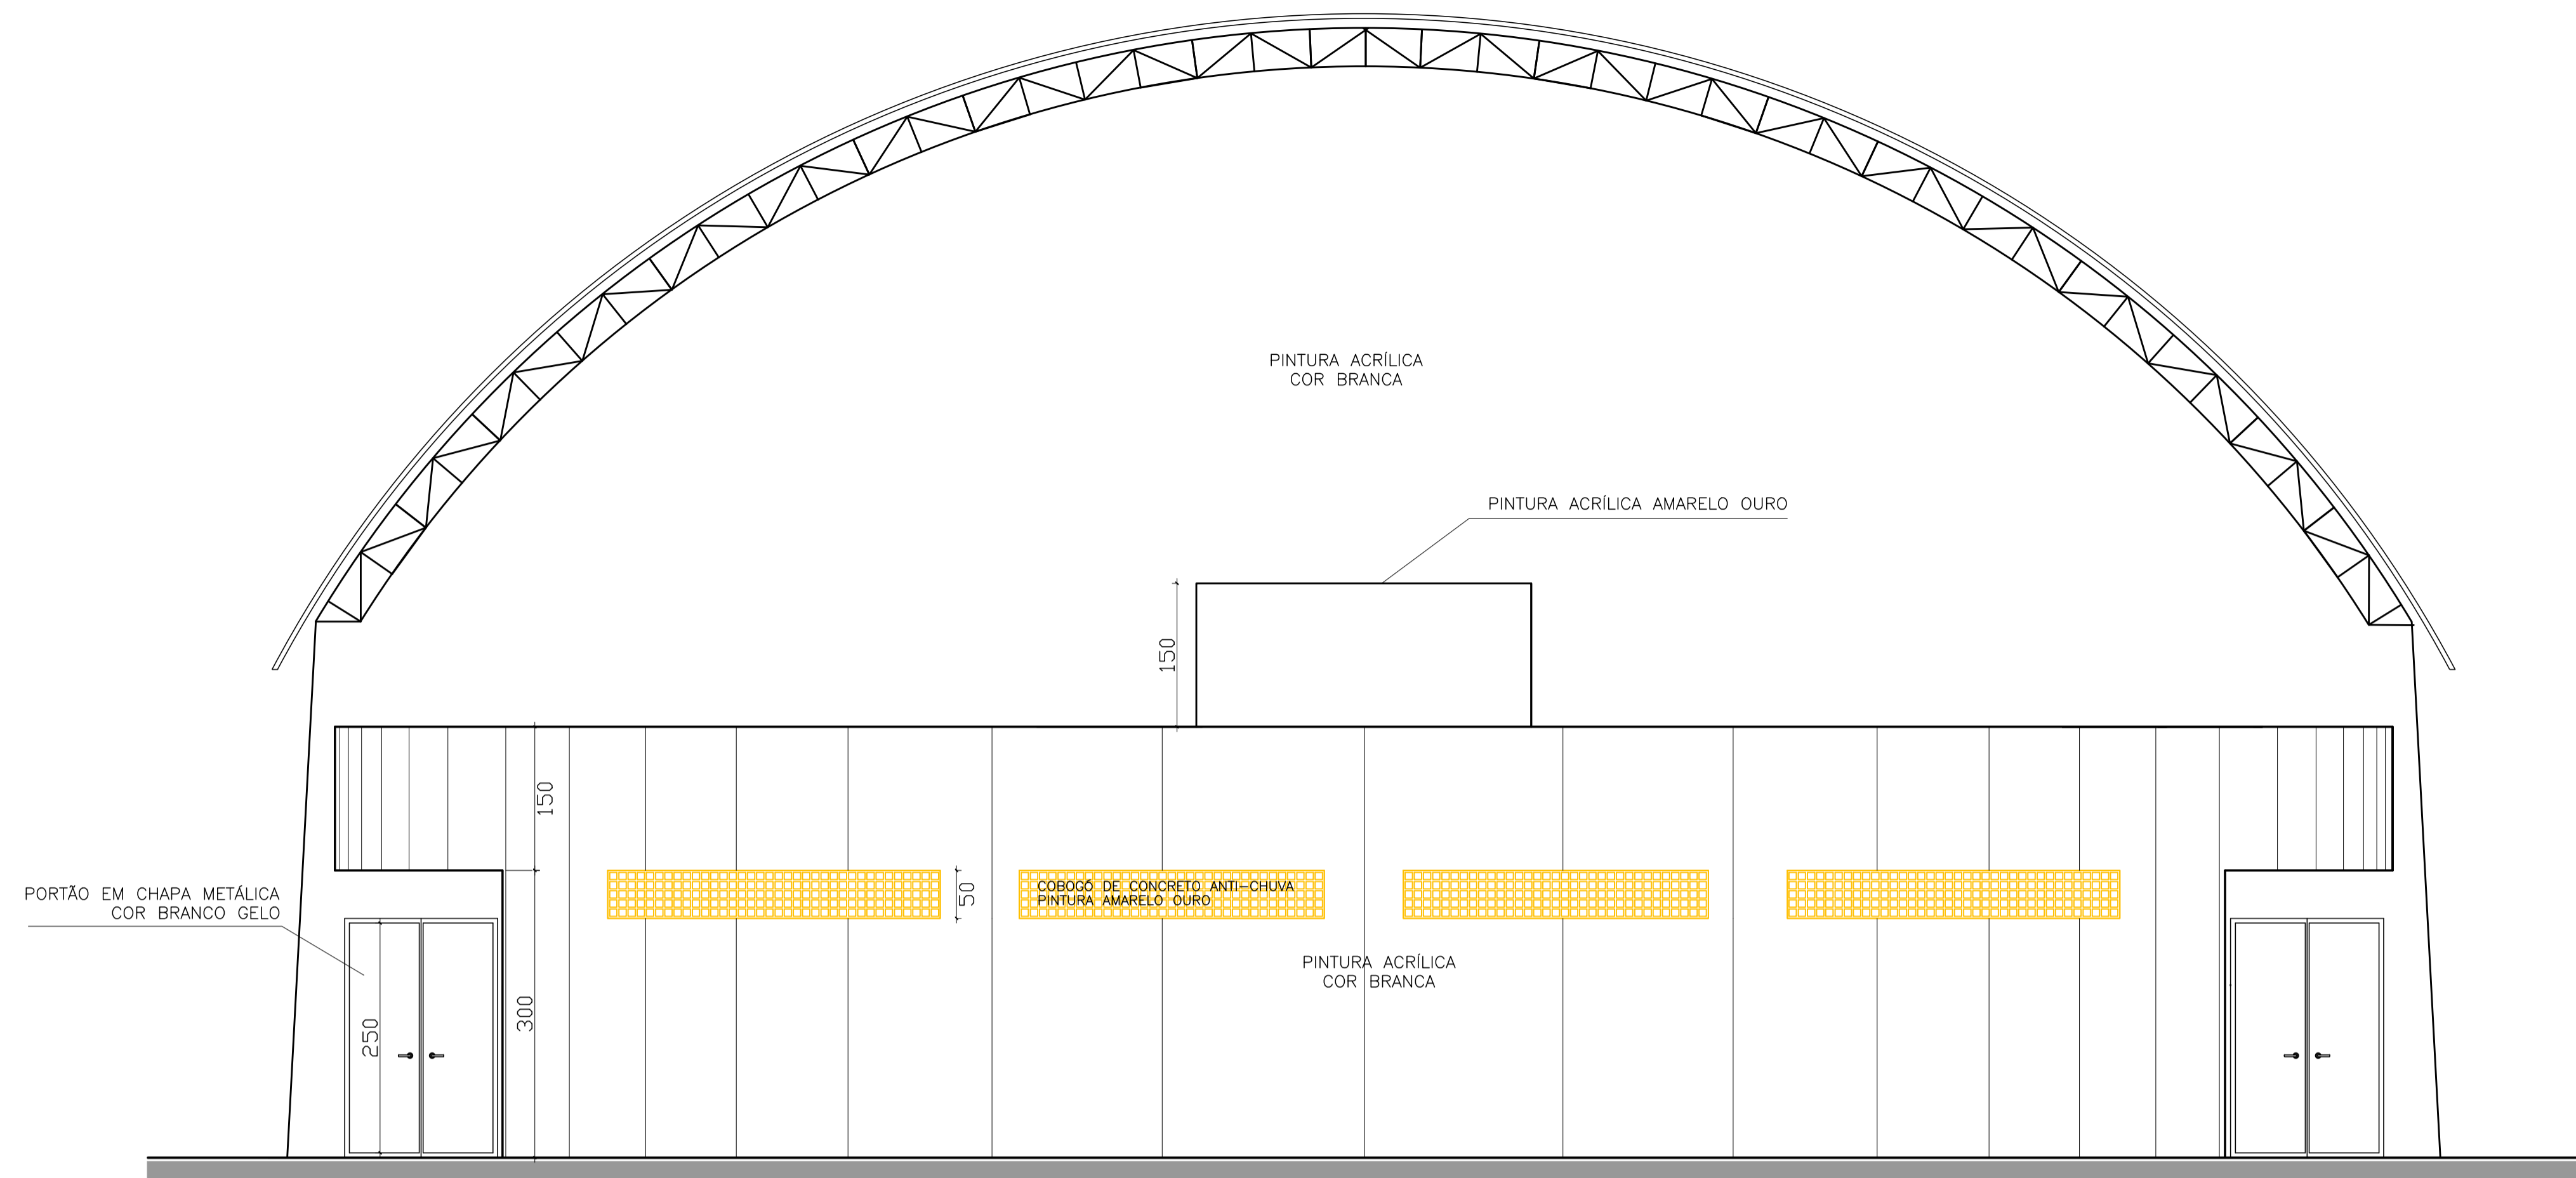 PINTURA ACRÍLICA
COR BRANCA
PINTURA ACRÍLICA AMARELO OURO
150
150
PORTÃO EM CHAPA METÁLICA
COR BRANCO GELO
COBOGÓ DE CONCRETO ANTI-CHUVA
PINTURA AMARELO OURO
50
PINTURA ACRÍLICA
COR BRANCA
300
250